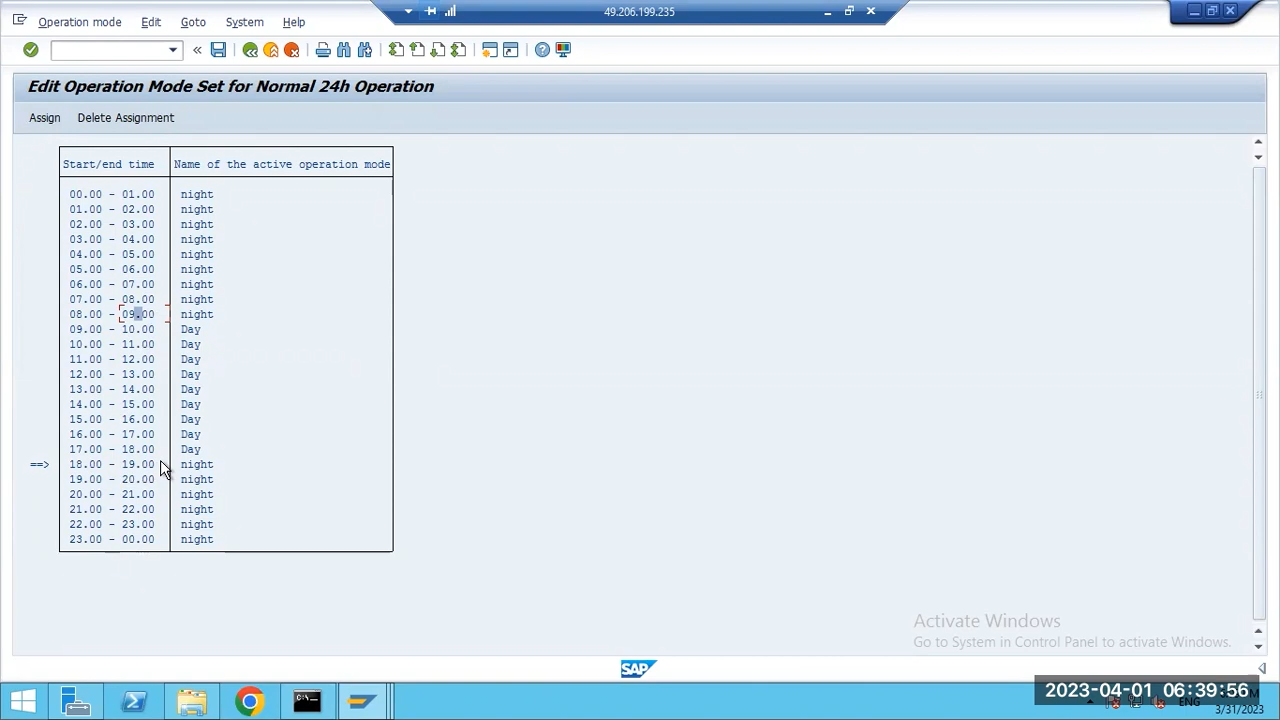 Operation mode Edit Goto System Help
49.206.199.235
Edit Operation Mode Set for Normal 24h Operation
Assign Delete Assignment
Start/end time Name of the active operation mode
00.00 - 01.00 night
01.00 - 02.00 night
02.00 - 03.00 night
03.00 - 04.00 night
04.00 - 05.00 night
05.00 - 06.00 night
06.00 - 07.00 night
07.00 - 08.00 night
08.00 - 09.00 night
09.00 - 10.00 Day
10.00 - 11.00 Day
11.00 - 12.00 Day
12.00 - 13.00 Day
13.00 - 14.00 Day
14.00 - 15.00 Day
15.00 - 16.00 Day
16.00 - 17.00 Day
17.00 - 18.00 Day
==> 18.00 - 19.00 night
19.00 - 20.00 night
20.00 - 21.00 night
21.00 - 22.00 night
22.00 - 23.00 night
23.00 - 00.00 night
Activate Windows
Go to System in Control Panel to activate Windows.
SAP
2023-04-01 06:39:56
ENG
3/31/2023